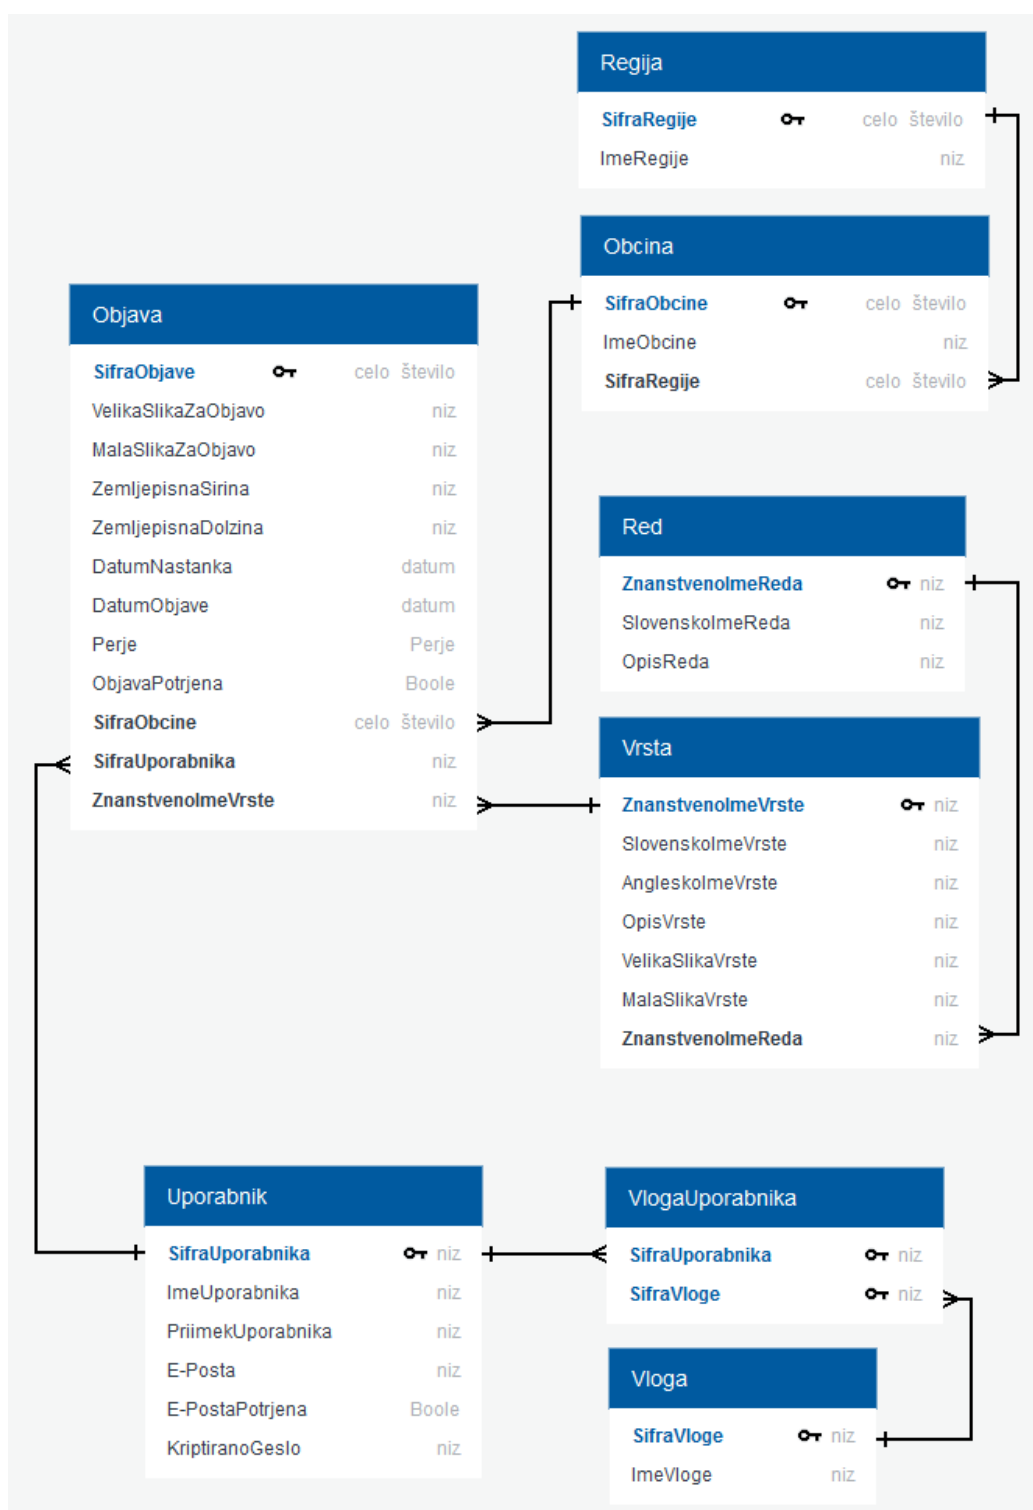 Regija
SifraRegije celo število
ImeRegije niz
Obcina
SifraObcine celo število
ImeObcine niz
SifraRegije celo število
Objava
SifraObjave celo število
VelikaSlikaZaObjavo niz
MalaSlikaZaObjavo niz
ZemljepisnaSirina niz
ZemljepisnaDolzina niz
DatumNastanka datum
DatumObjave datum
Perje Perje
ObjavaPotrjena Boole
SifraObcine celo število
SifraUporabnika niz
ZnanstvenoImeVrste niz
Red
ZnanstvenoImeReda niz
SlovenskoImeReda niz
OpisReda niz
Vrsta
ZnanstvenoImeVrste niz
SlovenskoImeVrste niz
AngleskoImeVrste niz
OpisVrste niz
VelikaSlikaVrste niz
MalaSlikaVrste niz
ZnanstvenoImeReda niz
Uporabnik
SifraUporabnika niz
ImeUporabnika niz
PriimekUporabnika niz
E-Posta niz
E-PostaPotrjena Boole
KriptiranoGeslo niz
VlogaUporabnika
SifraUporabnika niz
SifraVloge niz
Vloga
SifraVloge niz
ImeVloge niz